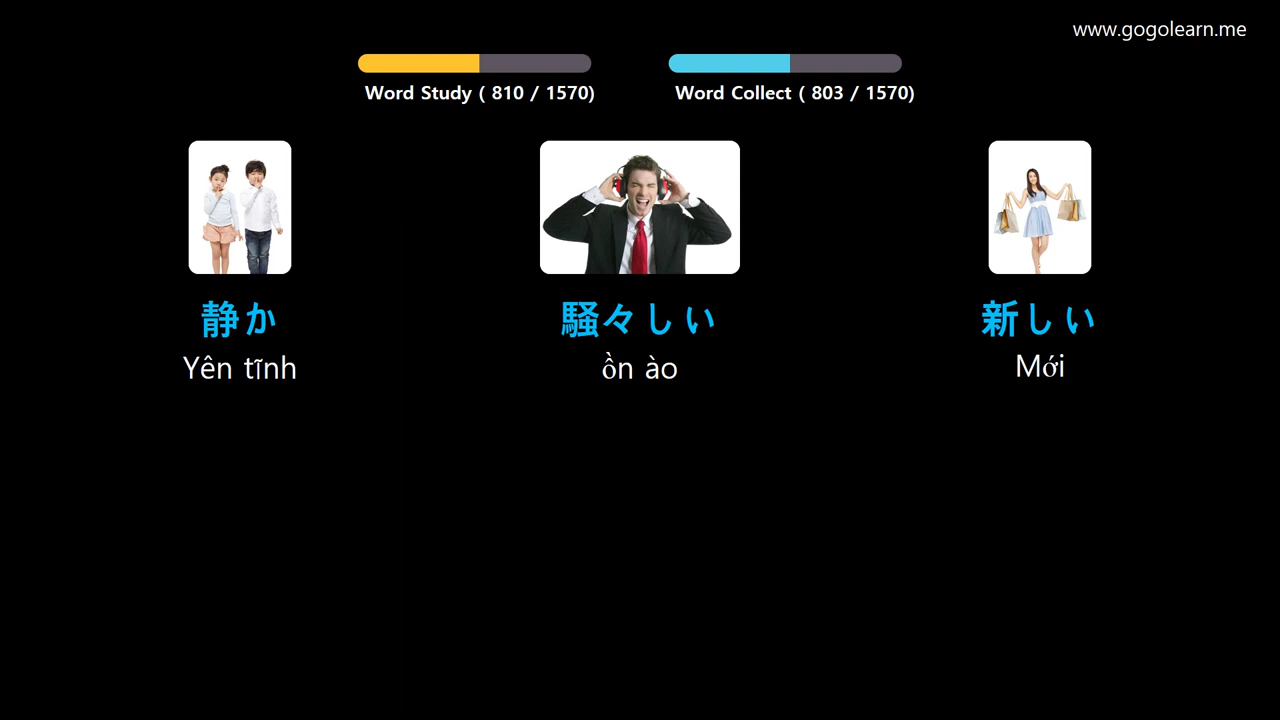 www.gogolearn.me
Word Study ( 810 / 1570)
Word Collect ( 803 / 1570)
静か
騒々しい
新しい
Yên tĩnh
ồn ào
Mới